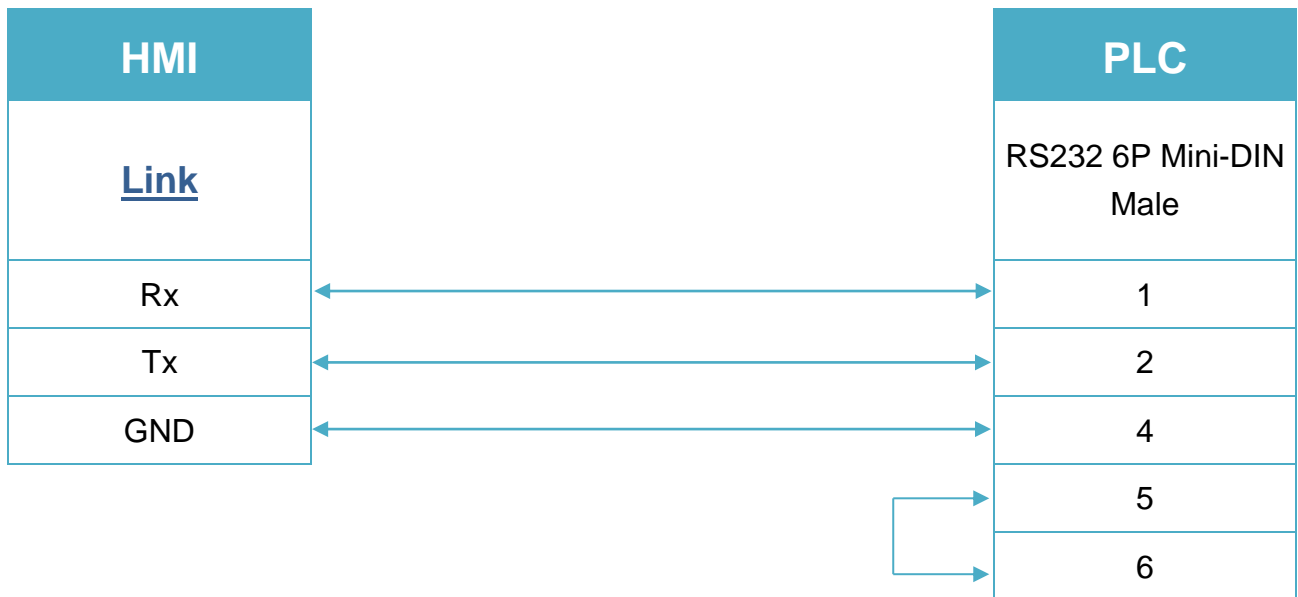 HMI
PLC
Link
RS232 6P Mini-DIN
Male
Rx
1
Tx
2
GND
4
5
6